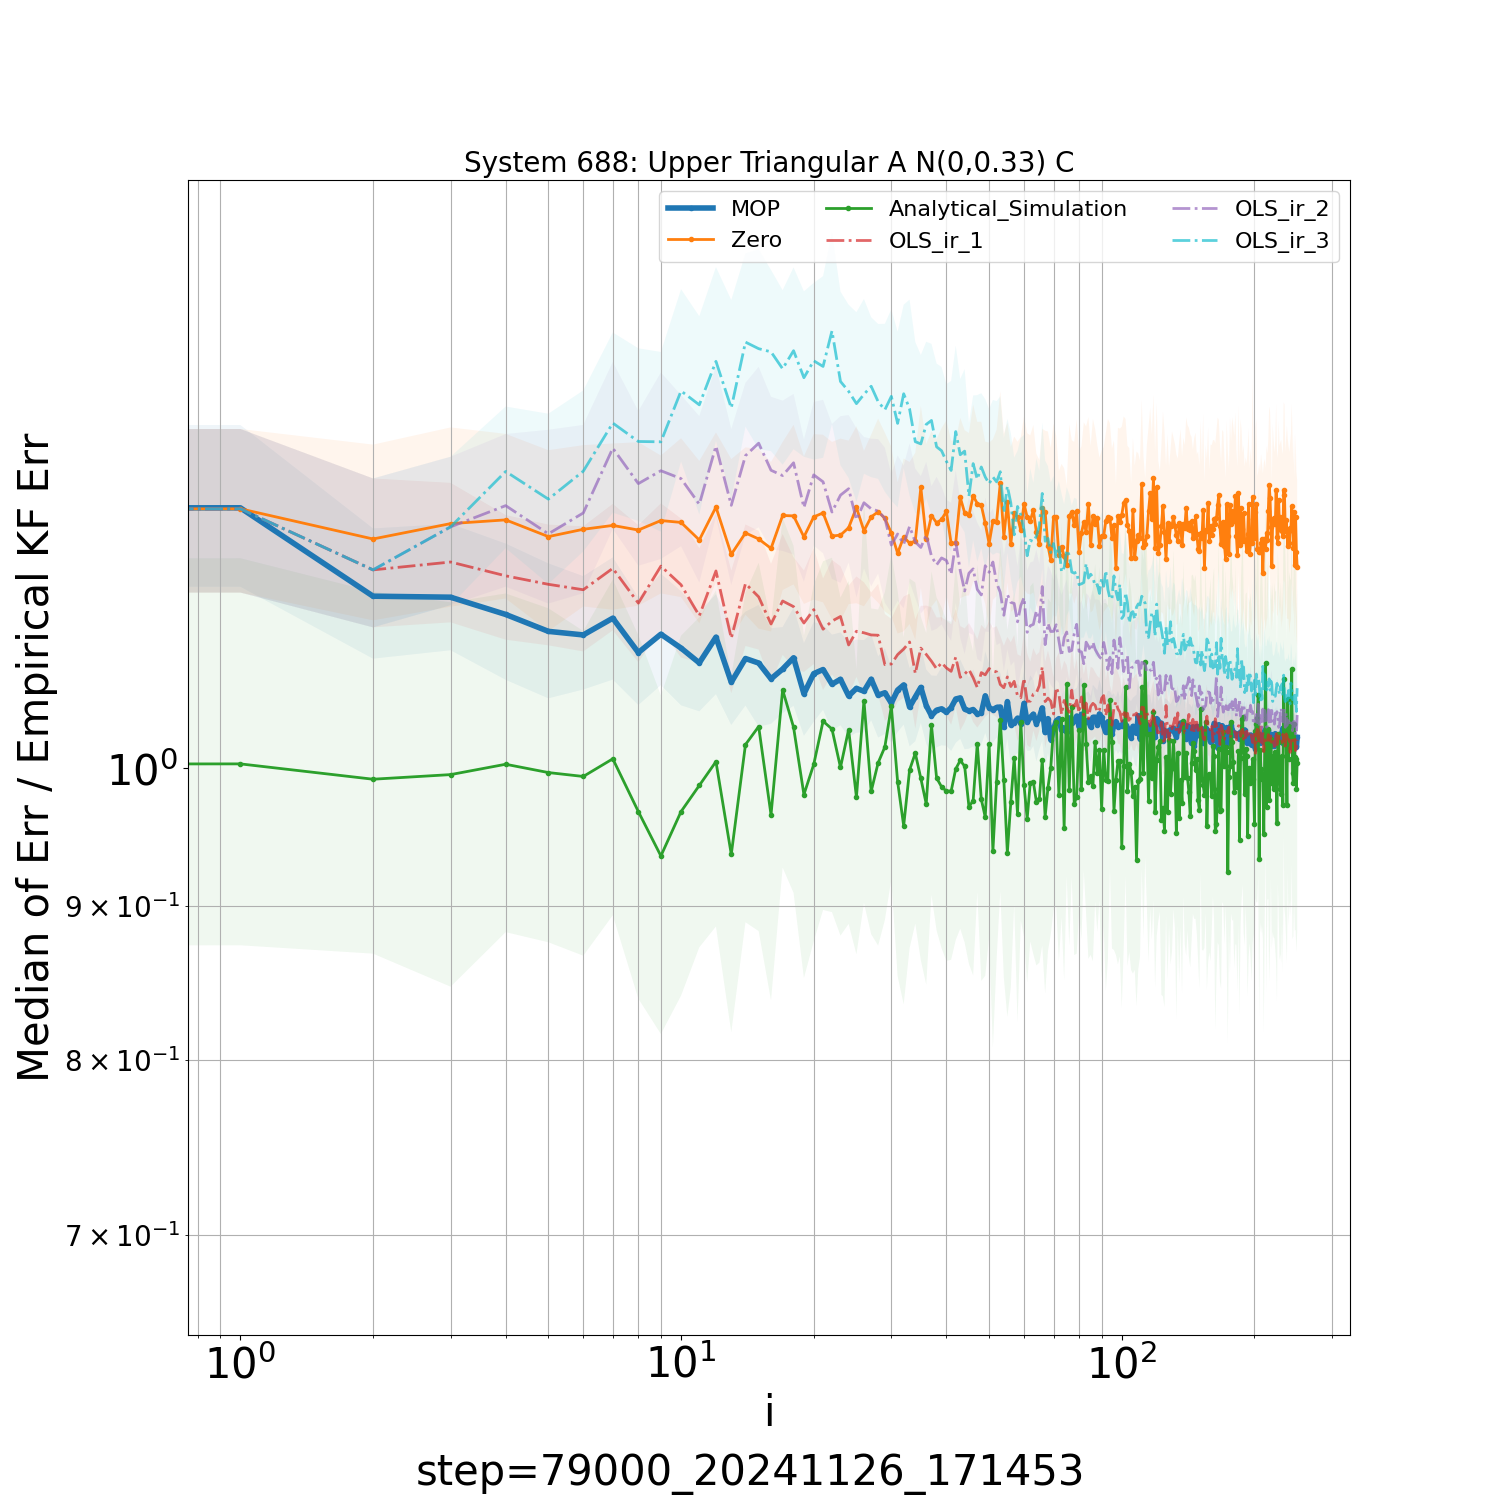 System 688: Upper Triangular A N(0,0.33) C
MOP
Zero
Analytical_Simulation
OLS_ir_1
OLS_ir_2
OLS_ir_3
Median of Err / Empirical KF Err
10⁰
9 × 10⁻¹
8 × 10⁻¹
7 × 10⁻¹
10⁰ 10¹ 10²
i
step=79000_20241126_171453